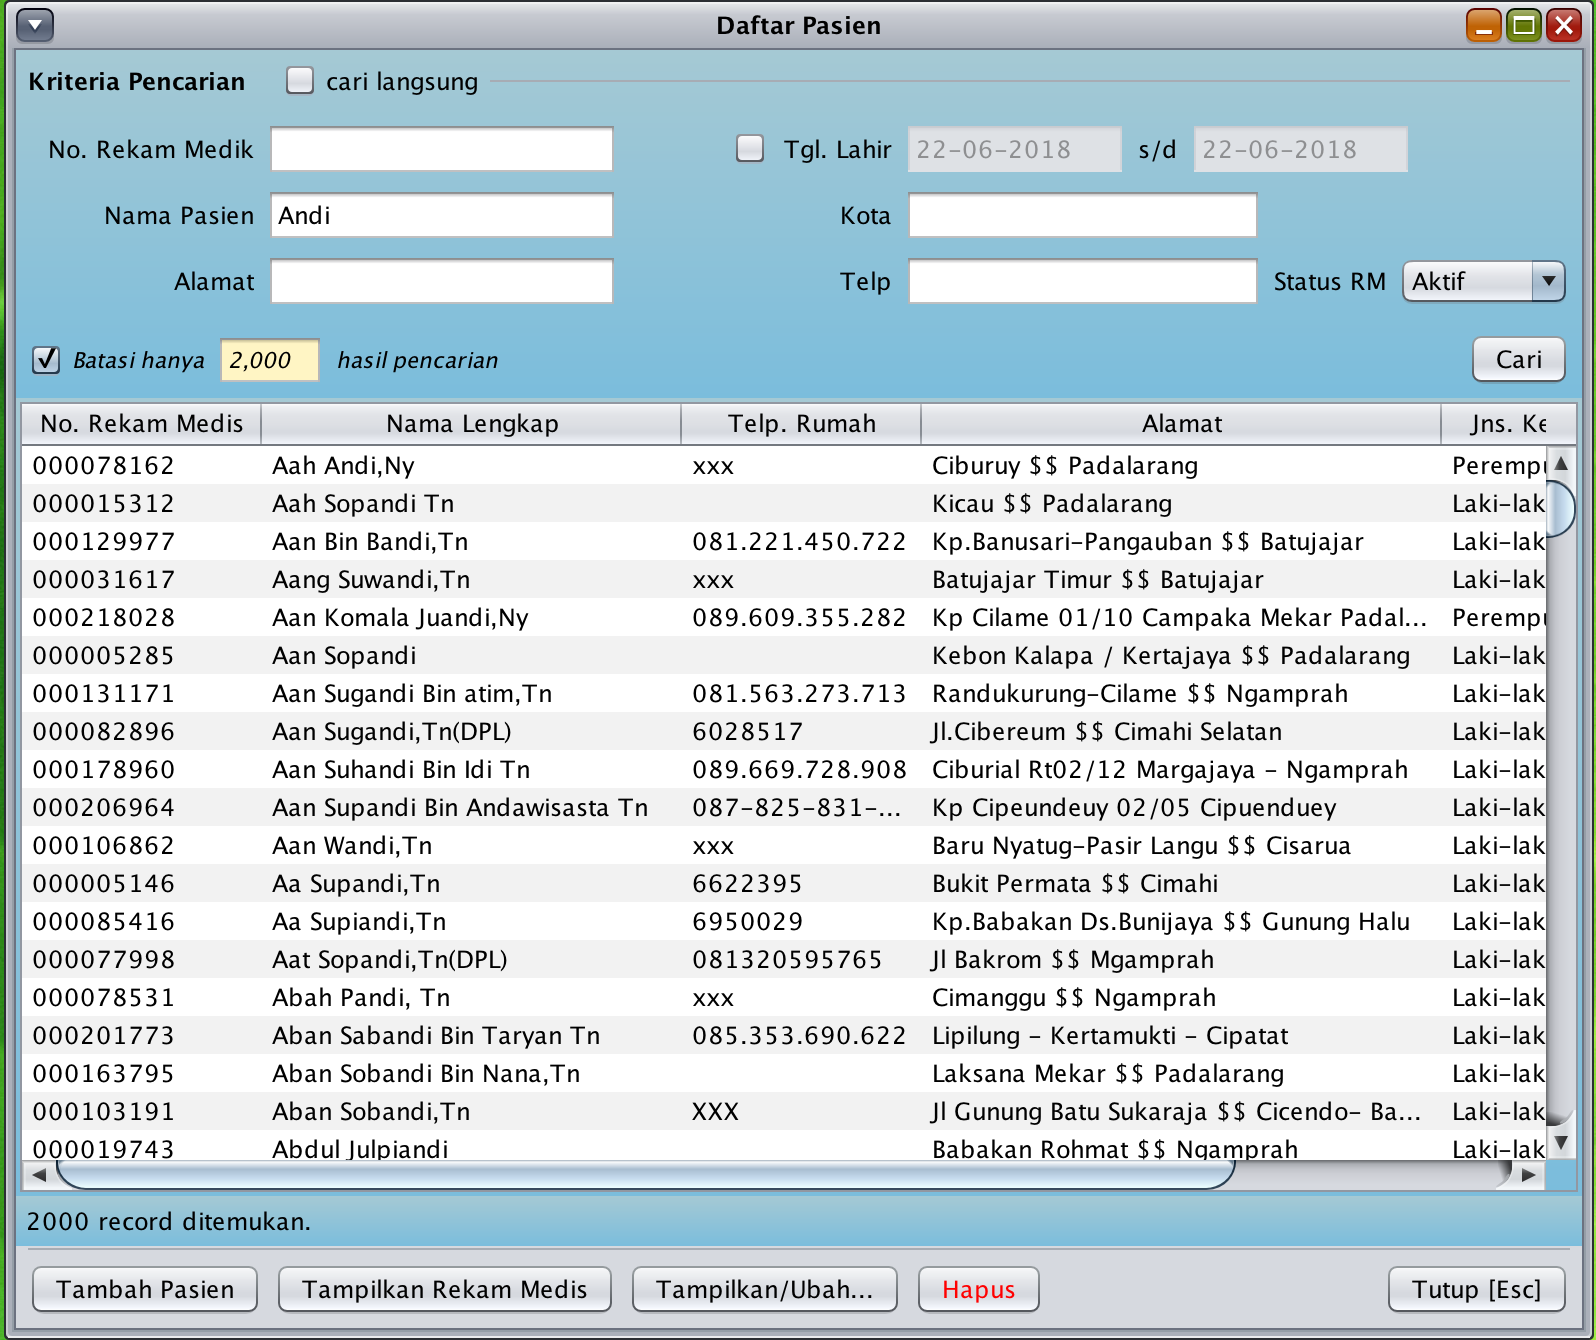 Daftar Pasien
Kriteria Pencarian cari langsung
No. Rekam Medik Tgl. Lahir 22-06-2018 s/d 22-06-2018
Nama Pasien Andi Kota
Alamat Telp Status RM Aktif
Batasi hanya 2,000 hasil pencarian Cari
No. Rekam Medis Nama Lengkap Telp. Rumah Alamat Jns. Ke
000078162 Aah Andi,Ny xxx Ciburuy $$ Padalarang Peremp
000015312 Aah Sopandi Tn Kicau $$ Padalarang Laki-lak
000129977 Aan Bin Bandi,Tn 081.221.450.722 Kp.Banusari-Pangauban $$ Batujajar Laki-lak
000031617 Aang Suwandi,Tn xxx Batujajar Timur $$ Batujajar Laki-lak
000218028 Aan Komala Juandi,Ny 089.609.355.282 Kp Cilame 01/10 Campaka Mekar Padal... Peremp
000005285 Aan Sopandi Kebon Kalapa / Kertajaya $$ Padalarang Laki-lak
000131171 Aan Sugandi Bin atim,Tn 081.563.273.713 Randukurung-Cilame $$ Ngamprah Laki-lak
000082896 Aan Sugandi,Tn(DPL) 6028517 Jl.Cibereum $$ Cimahi Selatan Laki-lak
000178960 Aan Suhandi Bin Idi Tn 089.669.728.908 Ciburial Rt02/12 Margajaya - Ngamprah Laki-lak
000206964 Aan Supandi Bin Andawisasta Tn 087-825-831-... Kp Cipeundeuy 02/05 Cipuenduey Laki-lak
000106862 Aan Wandi,Tn xxx Baru Nyatug-Pasir Langu $$ Cisarua Laki-lak
000005146 Aa Supandi,Tn 6622395 Bukit Permata $$ Cimahi Laki-lak
000085416 Aa Supiandi,Tn 6950029 Kp.Babakan Ds.Bunijaya $$ Gunung Halu Laki-lak
000077998 Aat Sopandi,Tn(DPL) 081320595765 Jl Bakrom $$ Mgamprah Laki-lak
000078531 Abah Pandi, Tn xxx Cimanggu $$ Ngamprah Laki-lak
000201773 Aban Sabandi Bin Taryan Tn 085.353.690.622 Lipilung - Kertamukti - Cipatat Laki-lak
000163795 Aban Sobandi Bin Nana,Tn Laksana Mekar $$ Padalarang Laki-lak
000103191 Aban Sobandi,Tn XXX Jl Gunung Batu Sukaraja $$ Cicendo- Ba... Laki-lak
000019743 Abdul Julpiandi Babakan Rohmat $$ Ngamprah Laki-lak
2000 record ditemukan.
Tambah Pasien Tampilkan Rekam Medis Tampilkan/Ubah... Hapus Tutup [Esc]